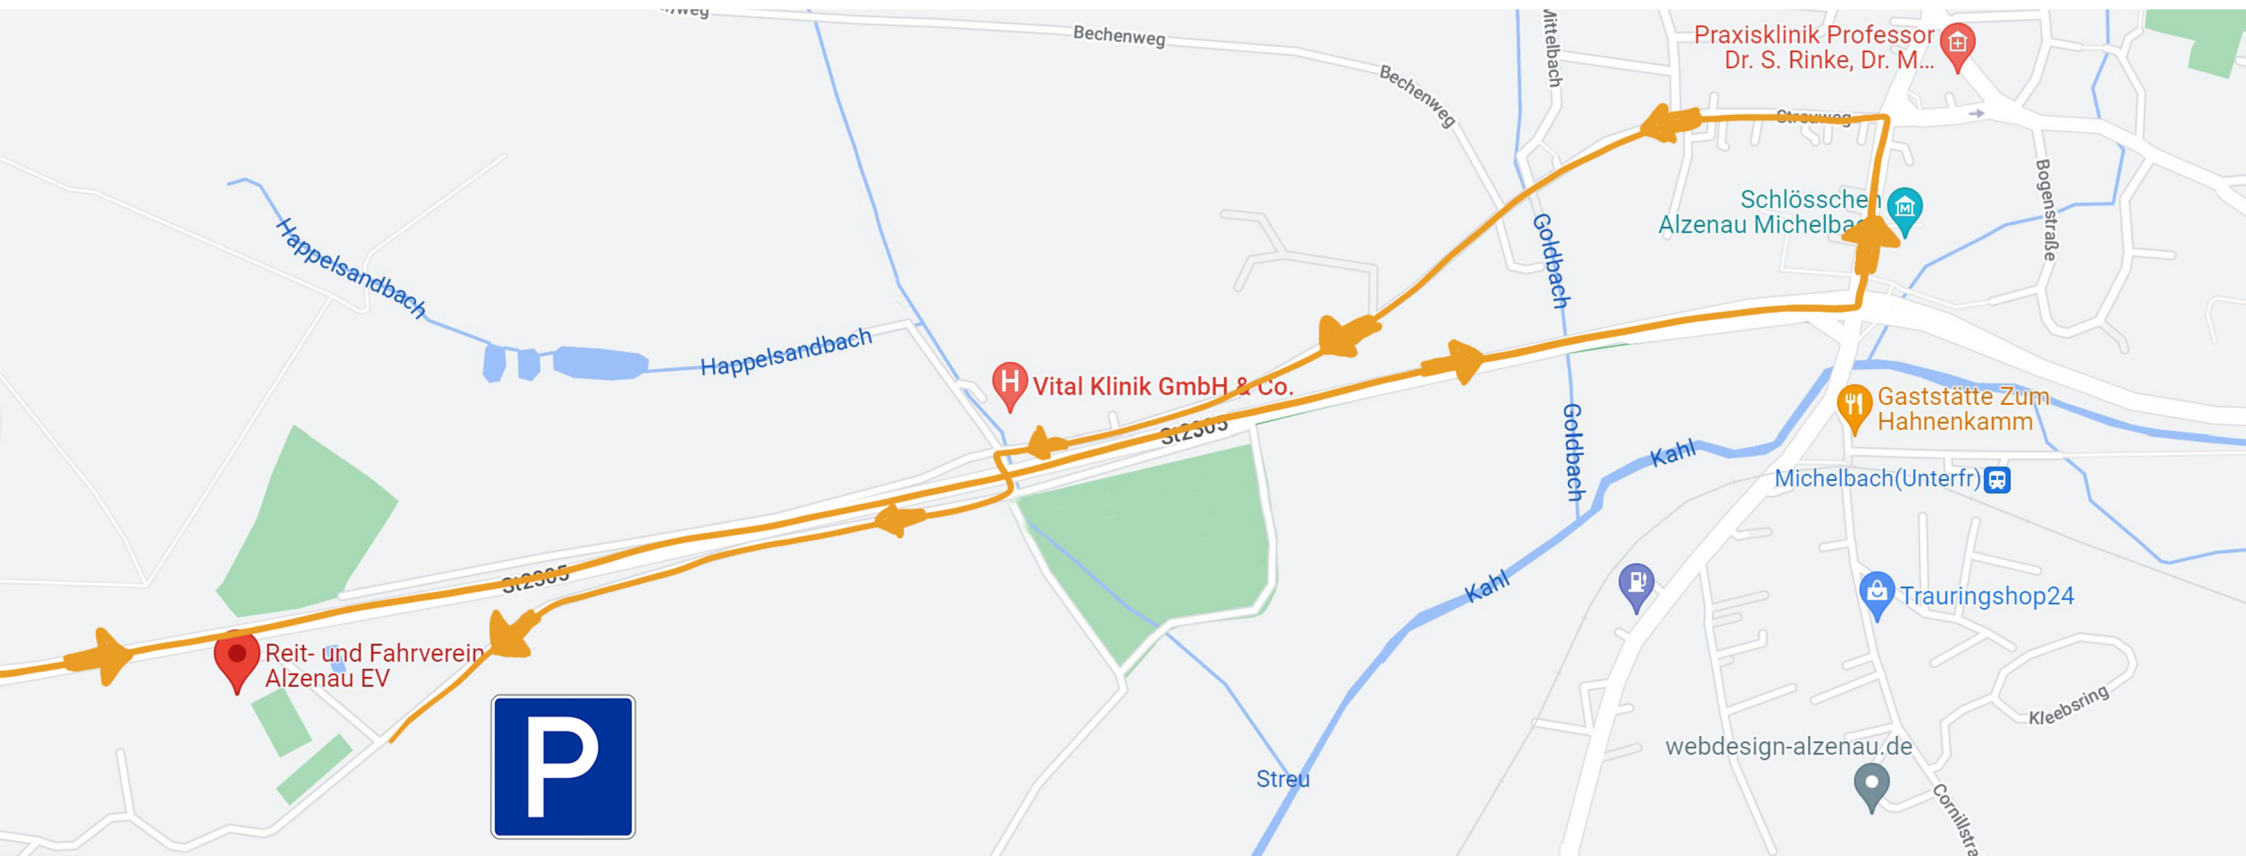 Bechenweg
Bechenweg
Mittelbach
Praxisklinik Professor
Dr. S. Rinke, Dr. M...
Streuweg
Bogenstraße
Schlösschen
Alzenau Michelba
Happelsandbach
Goldbach
Happelsandbach
Vital Klinik GmbH & Co.
H
St2305
Goldbach
Gaststätte Zum
Hahnenkamm
Kahl
Michelbach(Unterfr)
St2305
Kahl
Trauringshop24
Reit- und Fahrverein
Alzenau EV
P
Kleebsring
webdesign-alzenau.de
Streu
Cornillstra